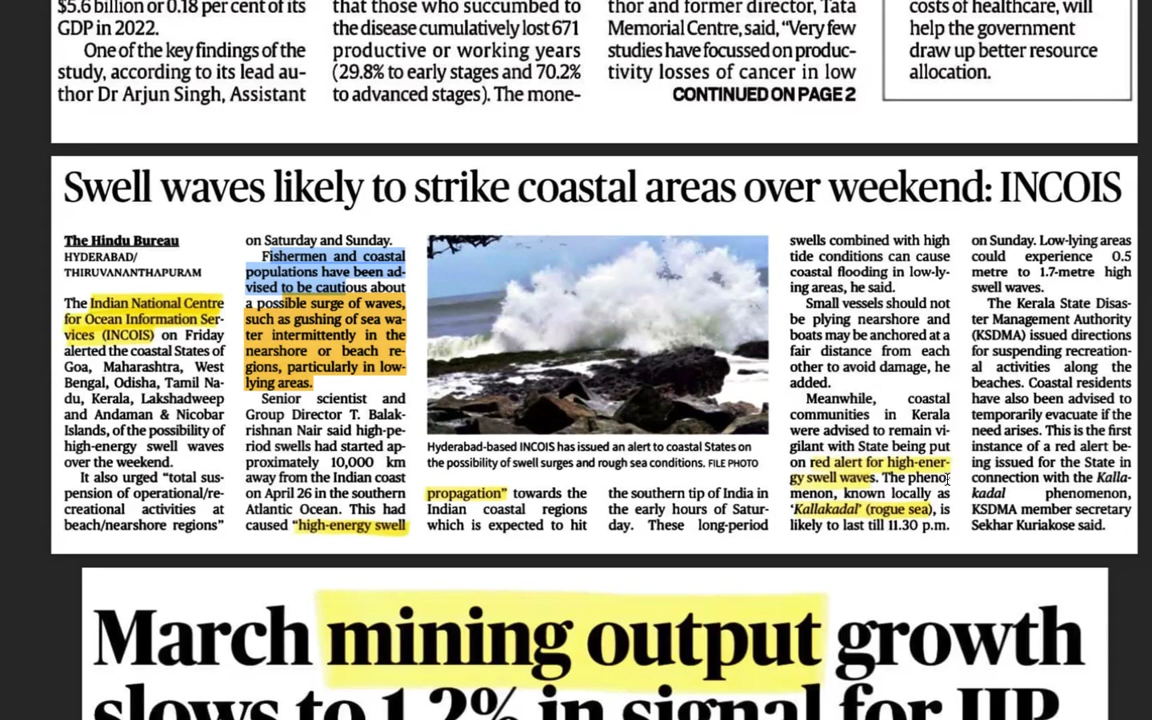 $5.6 billion or 0.18 per cent of its
GDP in 2022.
One of the key findings of the
study, according to its lead au-
thor Dr Arjun Singh, Assistant
that those who succumbed to
the disease cumulatively lost 671
productive or working years
(29.8% to early stages and 70.2%
to advanced stages). The mone-
thor and former director, Tata
Memorial Centre, said, “Very few
studies have focussed on produc-
tivity losses of cancer in low
CONTINUED ON PAGE 2
costs of healthcare, will
help the government
draw up better resource
allocation.
Swell waves likely to strike coastal areas over weekend: INCOIS
The Hindu Bureau
HYDERABAD/
THIRUVANANTHAPURAM
The Indian National Centre
for Ocean Information Ser-
vices (INCOIS) on Friday
alerted the coastal States of
Goa, Maharashtra, West
Bengal, Odisha, Tamil Na-
du, Kerala, Lakshadweep
and Andaman & Nicobar
Islands, of the possibility of
high-energy swell waves
over the weekend.
It also urged “total sus-
pension of operational/re-
creational activities at
beach/nearshore regions”
on Saturday and Sunday.
Fishermen and coastal
populations have been ad-
vised to be cautious about
a possible surge of waves,
such as gushing of sea wa-
ter intermittently in the
nearshore or beach re-
gions, particularly in low-
lying areas.
Senior scientist and
Group Director T. Balak-
rishnan Nair said high-pe-
riod swells had started ap-
proximately 10,000 km
away from the Indian coast
on April 26 in the southern
Atlantic Ocean. This had
caused “high-energy swell
Hyderabad-based INCOIS has issued an alert to coastal States on
the possibility of swell surges and rough sea conditions. FILE PHOTO
propagation” towards the
Indian coastal regions
which is expected to hit
the southern tip of India in
the early hours of Satur-
day. These long-period
swells combined with high
tide conditions can cause
coastal flooding in low-ly-
ing areas, he said.
Small vessels should not
be plying nearshore and
boats may be anchored at a
fair distance from each
other to avoid damage, he
added.
Meanwhile, coastal
communities in Kerala
were advised to remain vi-
gilant with State being put
on red alert for high-ener-
gy swell waves. The pheno-
menon, known locally as
‘Kallakadal’ (rogue sea), is
likely to last till 11.30 p.m.
on Sunday. Low-lying areas
could experience 0.5
metre to 1.7-metre high
swell waves.
The Kerala State Disas-
ter Management Authority
(KSDMA) issued directions
for suspending recreation-
al activities along the
beaches. Coastal residents
have also been advised to
temporarily evacuate if the
need arises. This is the first
instance of a red alert be-
ing issued for the State in
connection with the Kalla-
kadal phenomenon,
KSDMA member secretary
Sekhar Kuriakose said.
March mining output growth
slows to 1.2% in signal for IIP